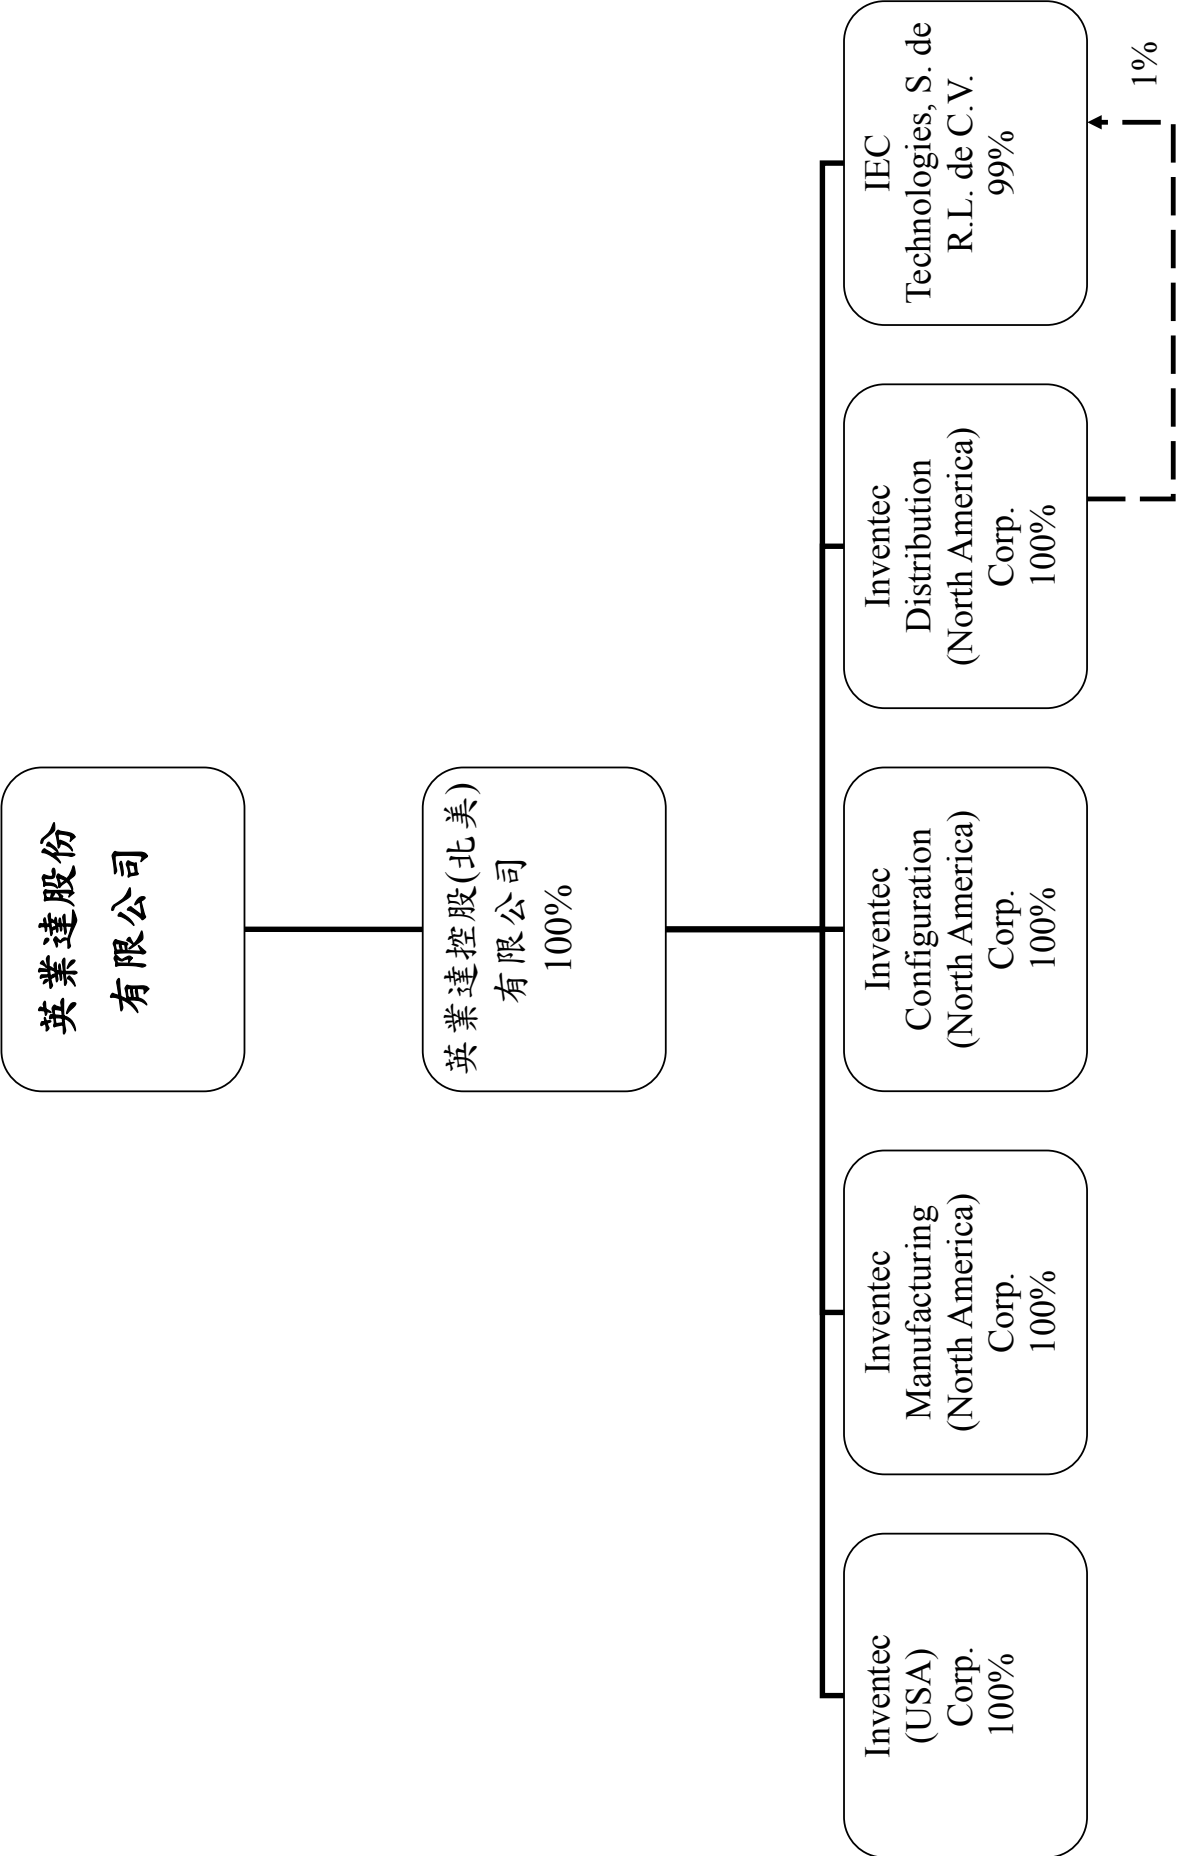 英業達股份
有限公司
英業達控股(北美)
有限公司
100%
Inventec
(USA)
Corp.
100%
Inventec
Manufacturing
(North America)
Corp.
100%
Inventec
Configuration
(North America)
Corp.
100%
Inventec
Distribution
(North America)
Corp.
100%
IEC
Technologies, S. de
R.L. de C.V.
99%
1%